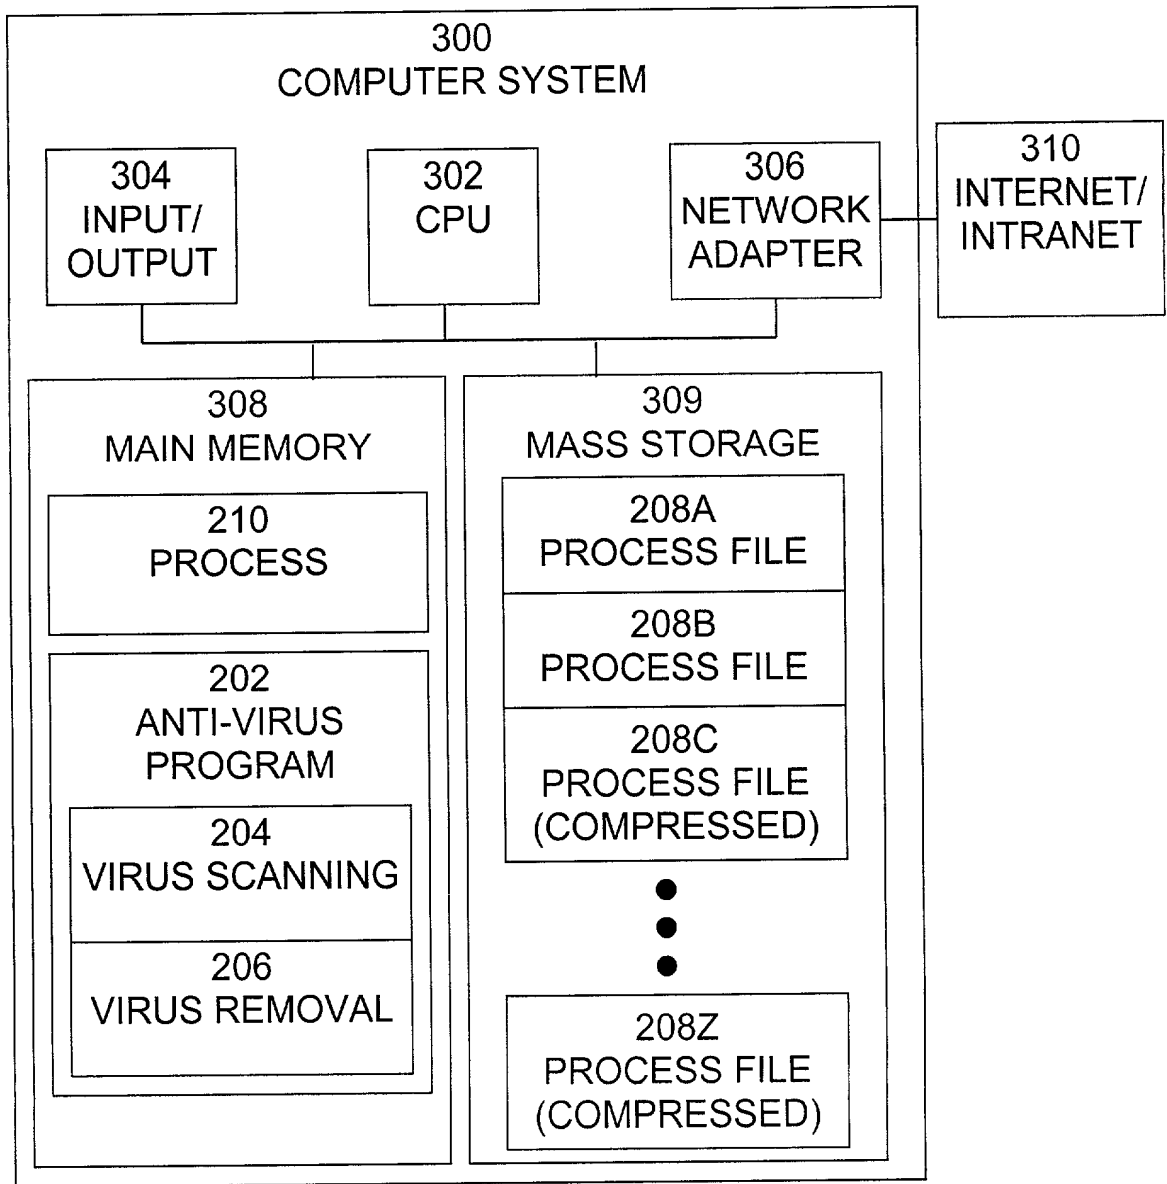 300
COMPUTER SYSTEM
304
INPUT/
OUTPUT
302
CPU
306
NETWORK
ADAPTER
310
INTERNET/
INTRANET
308
MAIN MEMORY
210
PROCESS
202
ANTI-VIRUS
PROGRAM
204
VIRUS SCANNING
206
VIRUS REMOVAL
309
MASS STORAGE
208A
PROCESS FILE
208B
PROCESS FILE
208C
PROCESS FILE
(COMPRESSED)
208Z
PROCESS FILE
(COMPRESSED)